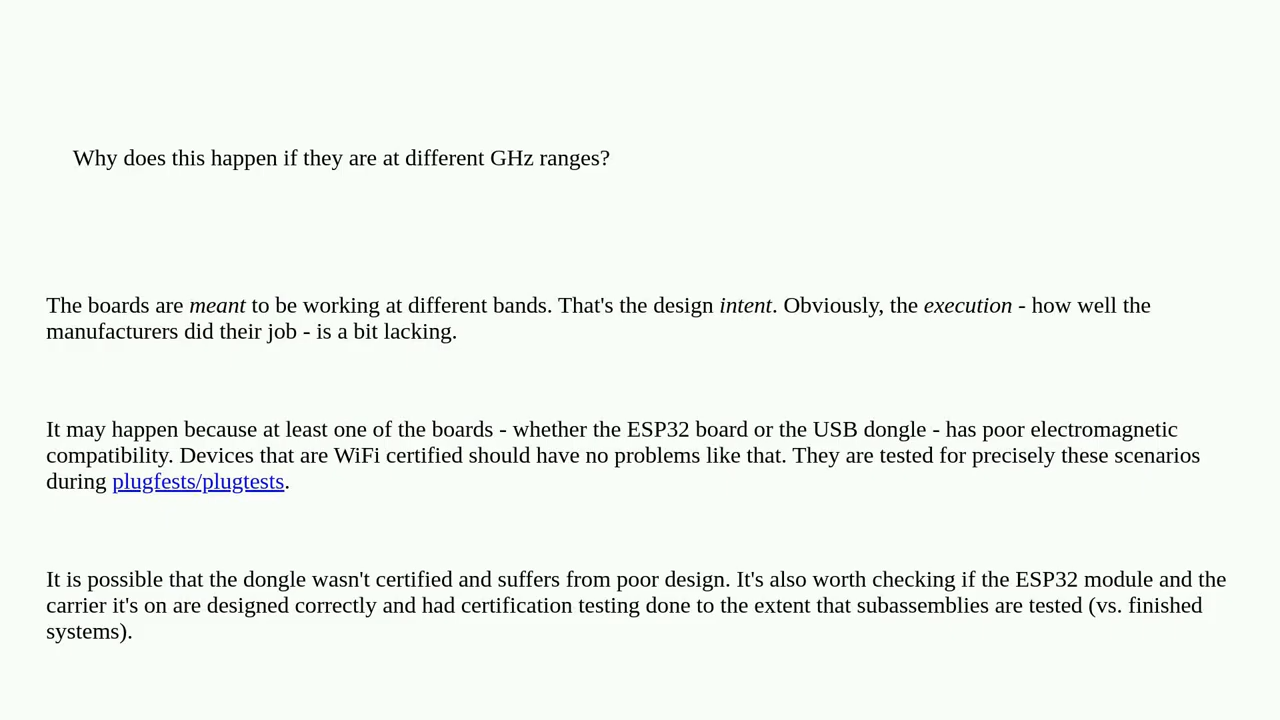 Why does this happen if they are at different GHz ranges?
The boards are meant to be working at different bands. That's the design intent. Obviously, the execution - how well the
manufacturers did their job - is a bit lacking.
It may happen because at least one of the boards - whether the ESP32 board or the USB dongle - has poor electromagnetic
compatibility. Devices that are WiFi certified should have no problems like that. They are tested for precisely these scenarios
during plugfests/plugtests.
It is possible that the dongle wasn't certified and suffers from poor design. It's also worth checking if the ESP32 module and the
carrier it's on are designed correctly and had certification testing done to the extent that subassemblies are tested (vs. finished
systems).